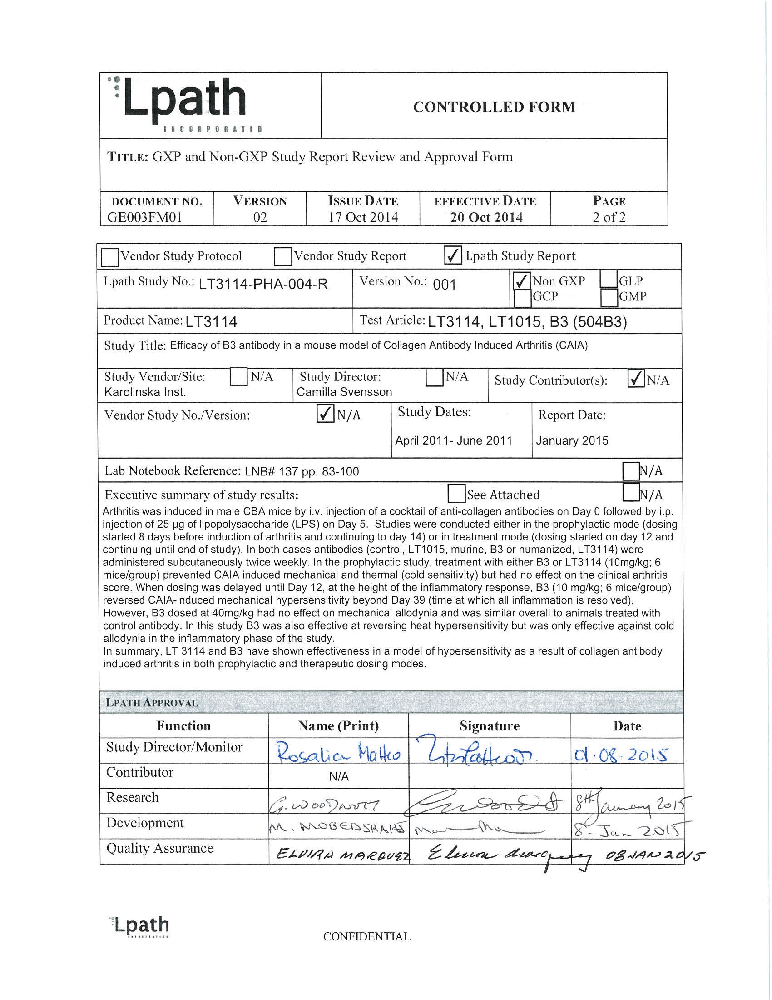 Lpath
INCORPORATED
CONTROLLED FORM
TITLE: GXP and Non-GXP Study Report Review and Approval Form
DOCUMENT NO. VERSION ISSUE DATE EFFECTIVE DATE PAGE
GE003FM01 02 17 Oct 2014 20 Oct 2014 2 of 2
Vendor Study Protocol Vendor Study Report ✓ Lpath Study Report
Lpath Study No.: LT3114-PHA-004-R Version No.: 001 ✓ Non GXP GLP
GCP GMP
Product Name: LT3114 Test Article: LT3114, LT1015, B3 (504B3)
Study Title: Efficacy of B3 antibody in a mouse model of Collagen Antibody Induced Arthritis (CAIA)
Study Vendor/Site: N/A Study Director: N/A Study Contributor(s): ✓ N/A
Karolinska Inst. Camilla Svensson
Vendor Study No./Version: ✓ N/A Study Dates: Report Date:
April 2011- June 2011 January 2015
Lab Notebook Reference: LNB# 137 pp. 83-100 N/A
Executive summary of study results: See Attached N/A
Arthritis was induced in male CBA mice by i.v. injection of a cocktail of anti-collagen antibodies on Day 0 followed by i.p.
injection of 25 µg of lipopolysaccharide (LPS) on Day 5. Studies were conducted either in the prophylactic mode (dosing
started 8 days before induction of arthritis and continuing to day 14) or in treatment mode (dosing started on day 12 and
continuing until end of study). In both cases antibodies (control, LT1015, murine, B3 or humanized, LT3114) were
administered subcutaneously twice weekly. In the prophylactic study, treatment with either B3 or LT3114 (10mg/kg; 6
mice/group) prevented CAIA induced mechanical and thermal (cold sensitivity) but had no effect on the clinical arthritis
score. When dosing was delayed until Day 12, at the height of the inflammatory response, B3 (10 mg/kg; 6 mice/group)
reversed CAIA-induced mechanical hypersensitivity beyond Day 39 (time at which all inflammation is resolved).
However, B3 dosed at 40mg/kg had no effect on mechanical allodynia and was similar overall to animals treated with
control antibody. In this study B3 was also effective at reversing heat hypersensitivity but was only effective against cold
allodynia in the inflammatory phase of the study.
In summary, LT 3114 and B3 have shown effectiveness in a model of hypersensitivity as a result of collagen antibody
induced arthritis in both prophylactic and therapeutic dosing modes.
LPATH APPROVAL
Function Name (Print) Signature Date
Study Director/Monitor Rosalia Matteo 01-08-2015
Contributor N/A
Research G. WOODNUTT 8th January 2015
Development M. MOBEDSHAHI 8-Jan 2015
Quality Assurance ELVIRA MARQUEZ Elvira Marquez 08 JAN 2015
Lpath
CONFIDENTIAL